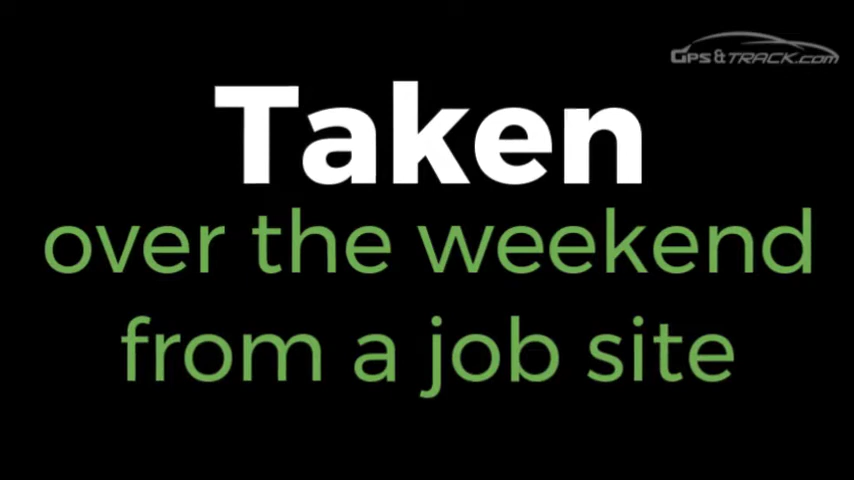 GPS&TRACK.com
Taken
over the weekend
from a job site